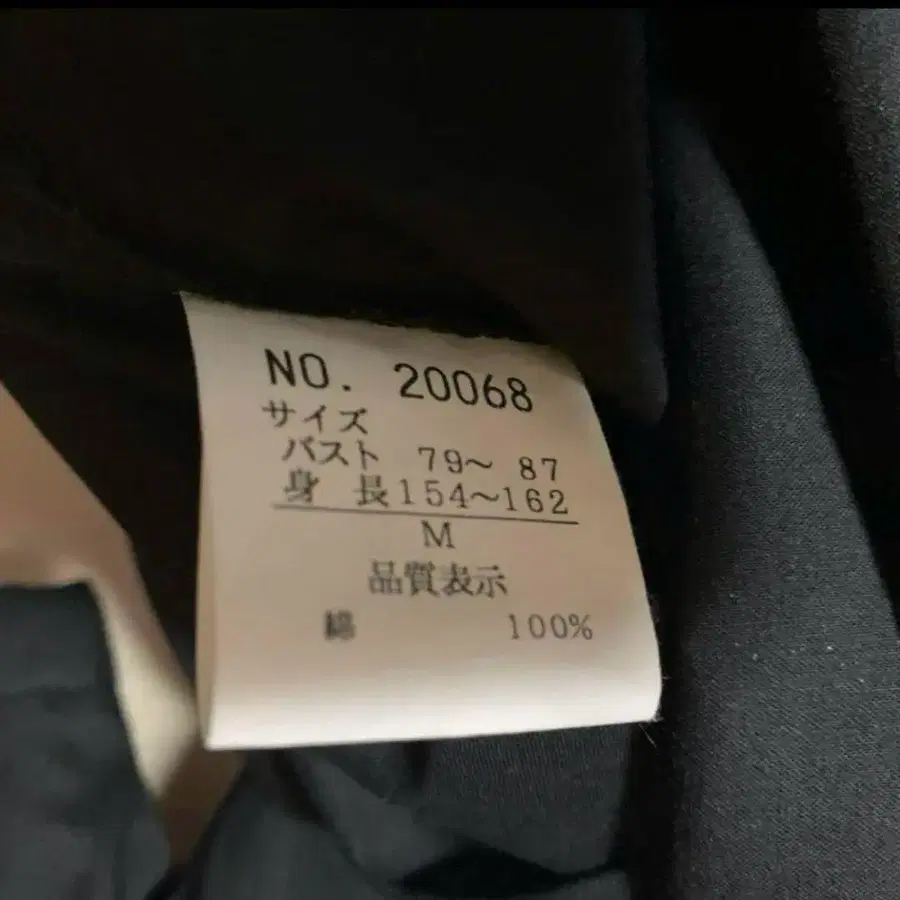 NO. 20068
サイズ
バスト 79～ 87
身 長154～162
M
品質表示
綿 100%